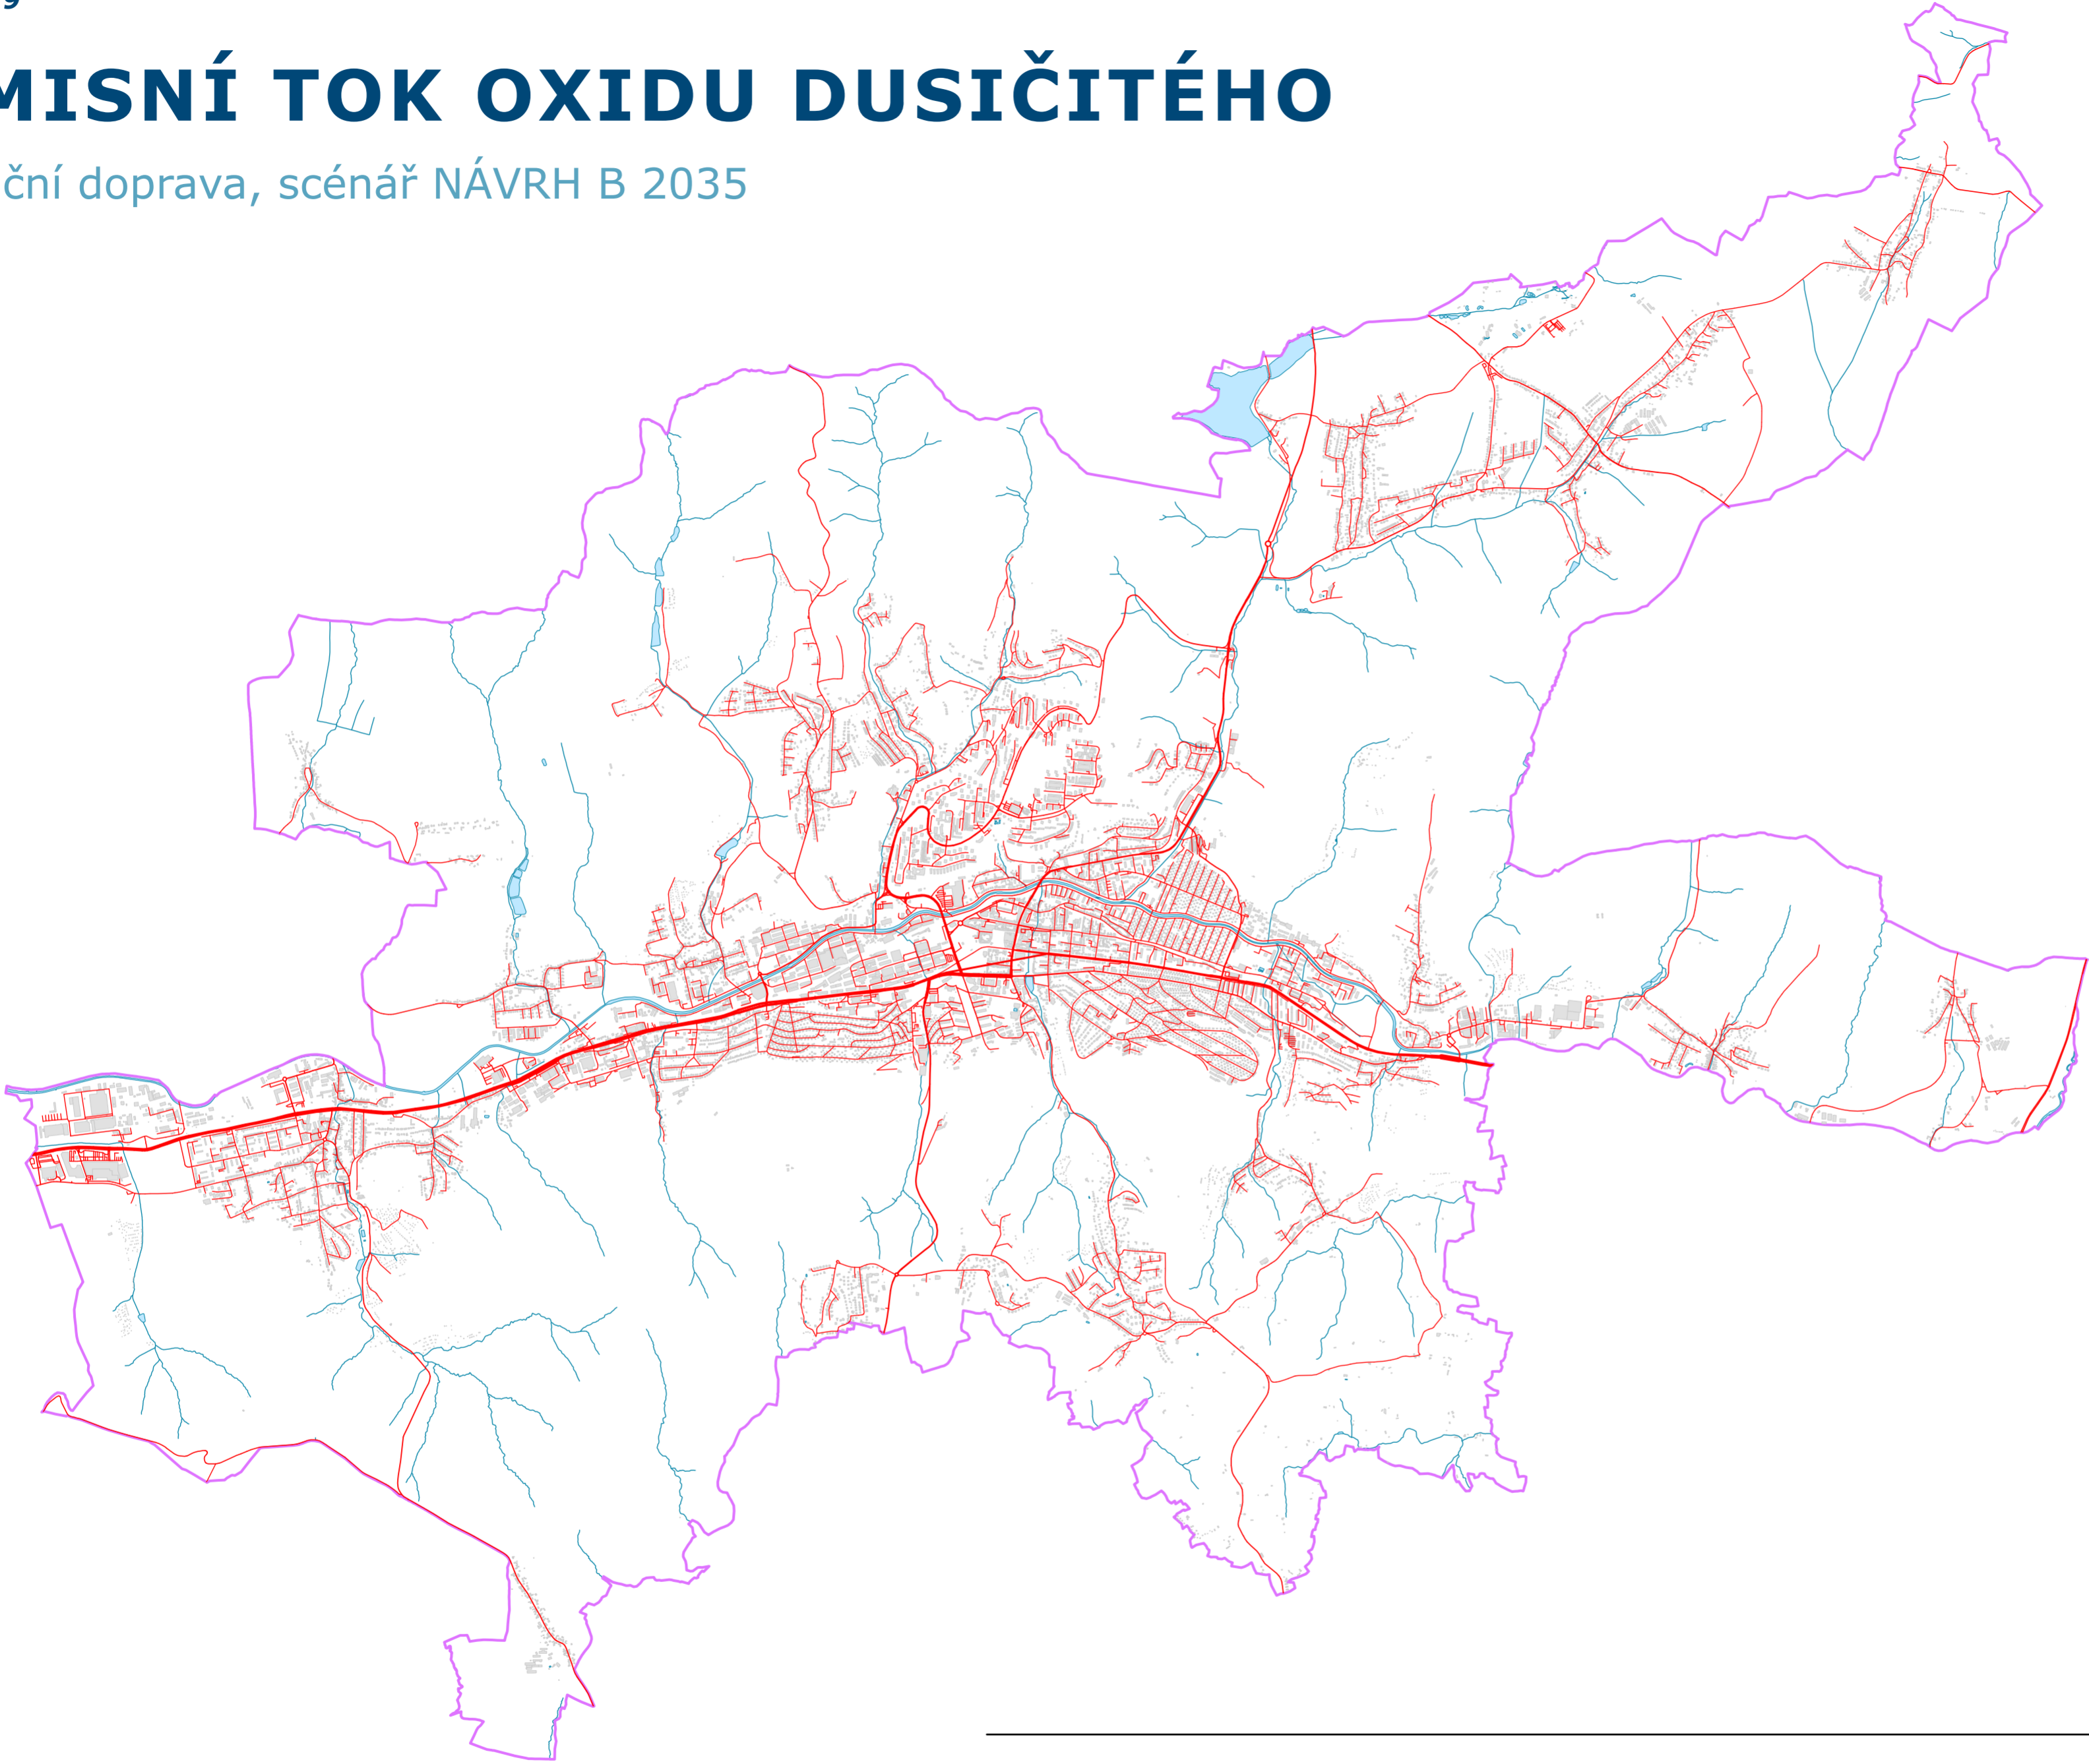 MISNÍ TOK OXIDU DUSIČITÉHO
ční doprava, scénář NÁVRH B 2035